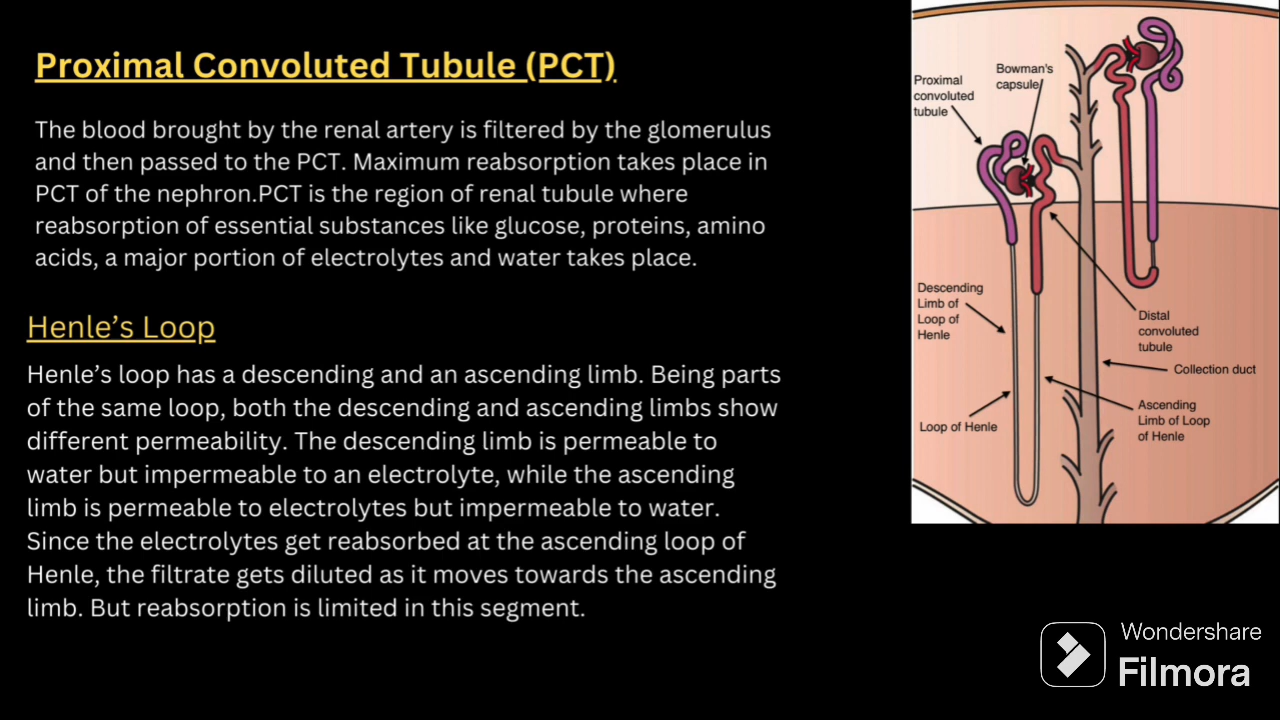 Proximal Convoluted Tubule (PCT)
The blood brought by the renal artery is filtered by the glomerulus
and then passed to the PCT. Maximum reabsorption takes place in
PCT of the nephron.PCT is the region of renal tubule where
reabsorption of essential substances like glucose, proteins, amino
acids, a major portion of electrolytes and water takes place.
Henle's Loop
Henle's loop has a descending and an ascending limb. Being parts
of the same loop, both the descending and ascending limbs show
different permeability. The descending limb is permeable to
water but impermeable to an electrolyte, while the ascending
limb is permeable to electrolytes but impermeable to water.
Since the electrolytes get reabsorbed at the ascending loop of
Henle, the filtrate gets diluted as it moves towards the ascending
limb. But reabsorption is limited in this segment.
Proximal
convoluted
tubule
Bowman's
capsule
Descending
Limb of
Loop of
Henle
Loop of Henle
Distal
convoluted
tubule
Collection duct
Ascending
Limb of Loop
of Henle
Wondershare
Filmora